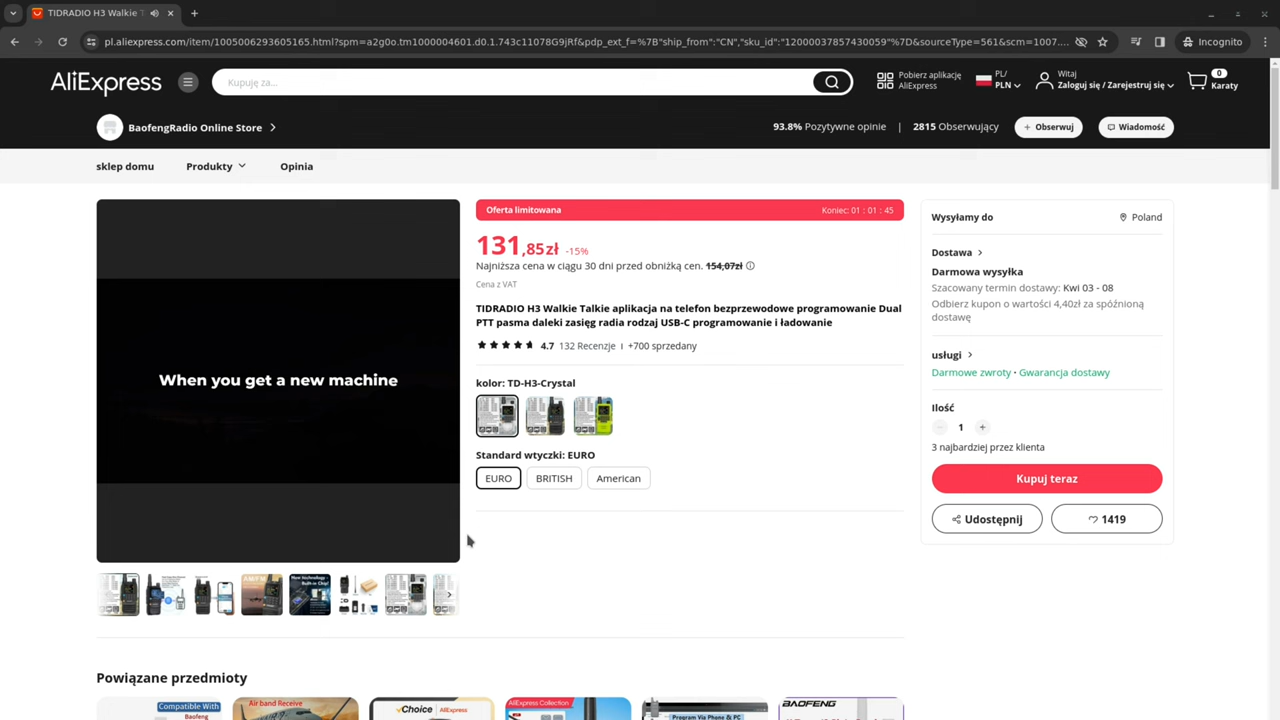 TIDRADIO H3 Walkie T
pl.aliexpress.com/item/1005006293605165.html?spm=a2g0o.tm1000004601.d0.1.743c11078G9jRf&pdp_ext_f=%7B"ship_from":"CN","sku_id":"12000037857430059"%7D&sourceType=561&scm=1007....
Incognito
AliExpress
Kupuję za...
Pobierz aplikację
AliExpress
PL/
PLN
Witaj
Zaloguj się / Zarejestruj się
0
Karaty
BaofengRadio Online Store
93.8% Pozytywne opinie | 2815 Obserwujący
+ Obserwuj
Wiadomość
sklep domu
Produkty
Opinia
When you get a new machine
Oferta limitowana
Koniec: 01 : 01 : 45
131,85zł -15%
Najniższa cena w ciągu 30 dni przed obniżką cen. 154,07zł
Cena z VAT
TIDRADIO H3 Walkie Talkie aplikacja na telefon bezprzewodowe programowanie Dual
PTT pasma daleki zasięg radia rodzaj USB-C programowanie i ładowanie
4.7 132 Recenzje ı +700 sprzedany
kolor: TD-H3-Crystal
Standard wtyczki: EURO
EURO
BRITISH
American
Wysyłamy do
Poland
Dostawa
Darmowa wysyłka
Szacowany termin dostawy: Kwi 03 - 08
Odbierz kupon o wartości 4,40zł za spóźnioną
dostawę
usługi
Darmowe zwroty · Gwarancja dostawy
Ilość
1
3 najbardziej przez klienta
Kupuj teraz
Udostępnij
1419
Powiązane przedmioty
Compatible With
Baofeng
Air band Receive
Choice AliExpress
AliExpress Collection
Program Via Phone & PC
BAOFENG